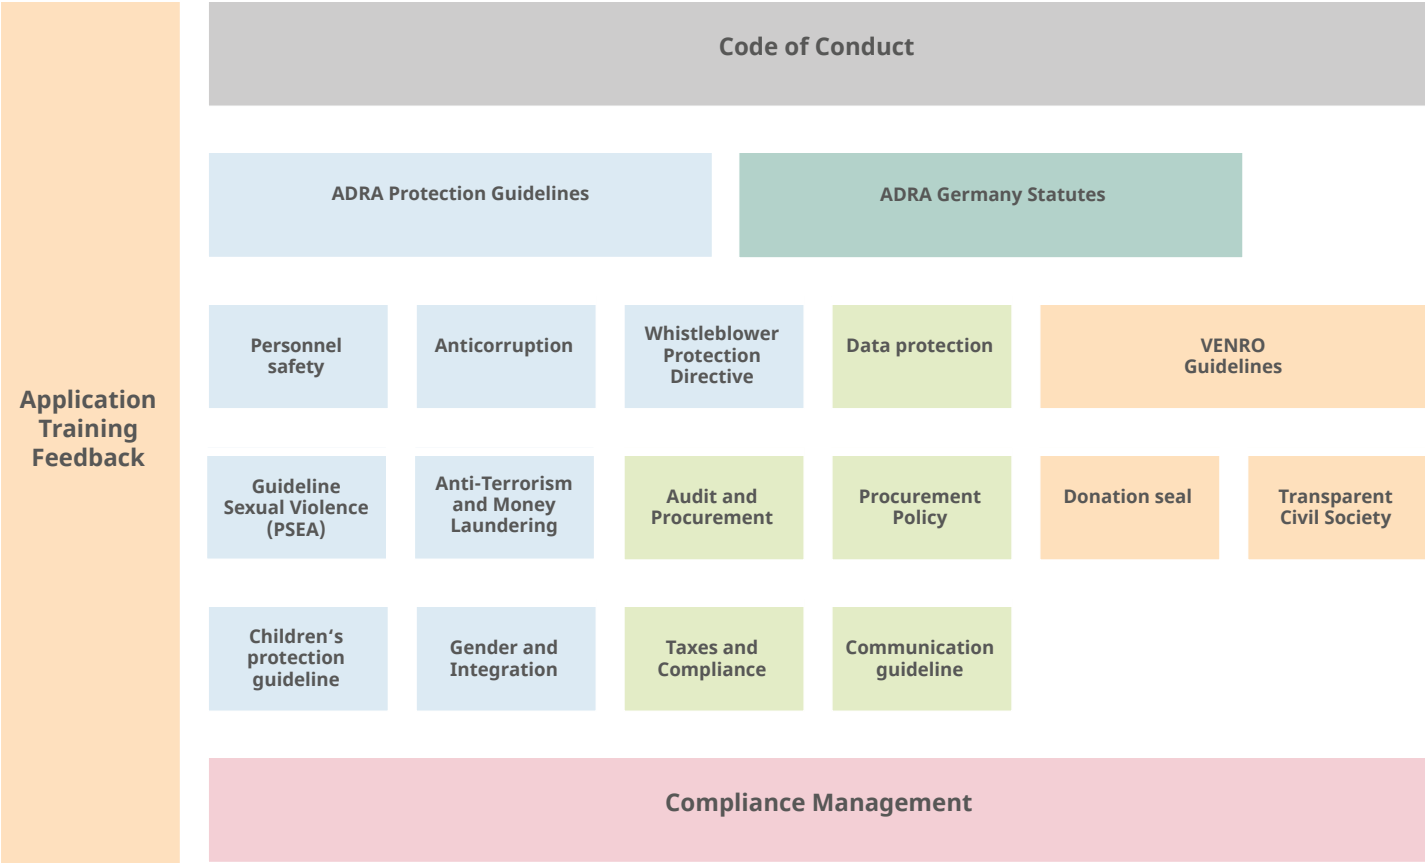 Code of Conduct
ADRA Protection Guidelines
ADRA Germany Statutes
Personnel
safety
Anticorruption
Whistleblower
Protection
Directive
Data protection
VENRO
Guidelines
Application
Training
Feedback
Guideline
Sexual Violence
(PSEA)
Anti-Terrorism
and Money
Laundering
Audit and
Procurement
Procurement
Policy
Donation seal
Transparent
Civil Society
Children‘s
protection
guideline
Gender and
Integration
Taxes and
Compliance
Communication
guideline
Compliance Management